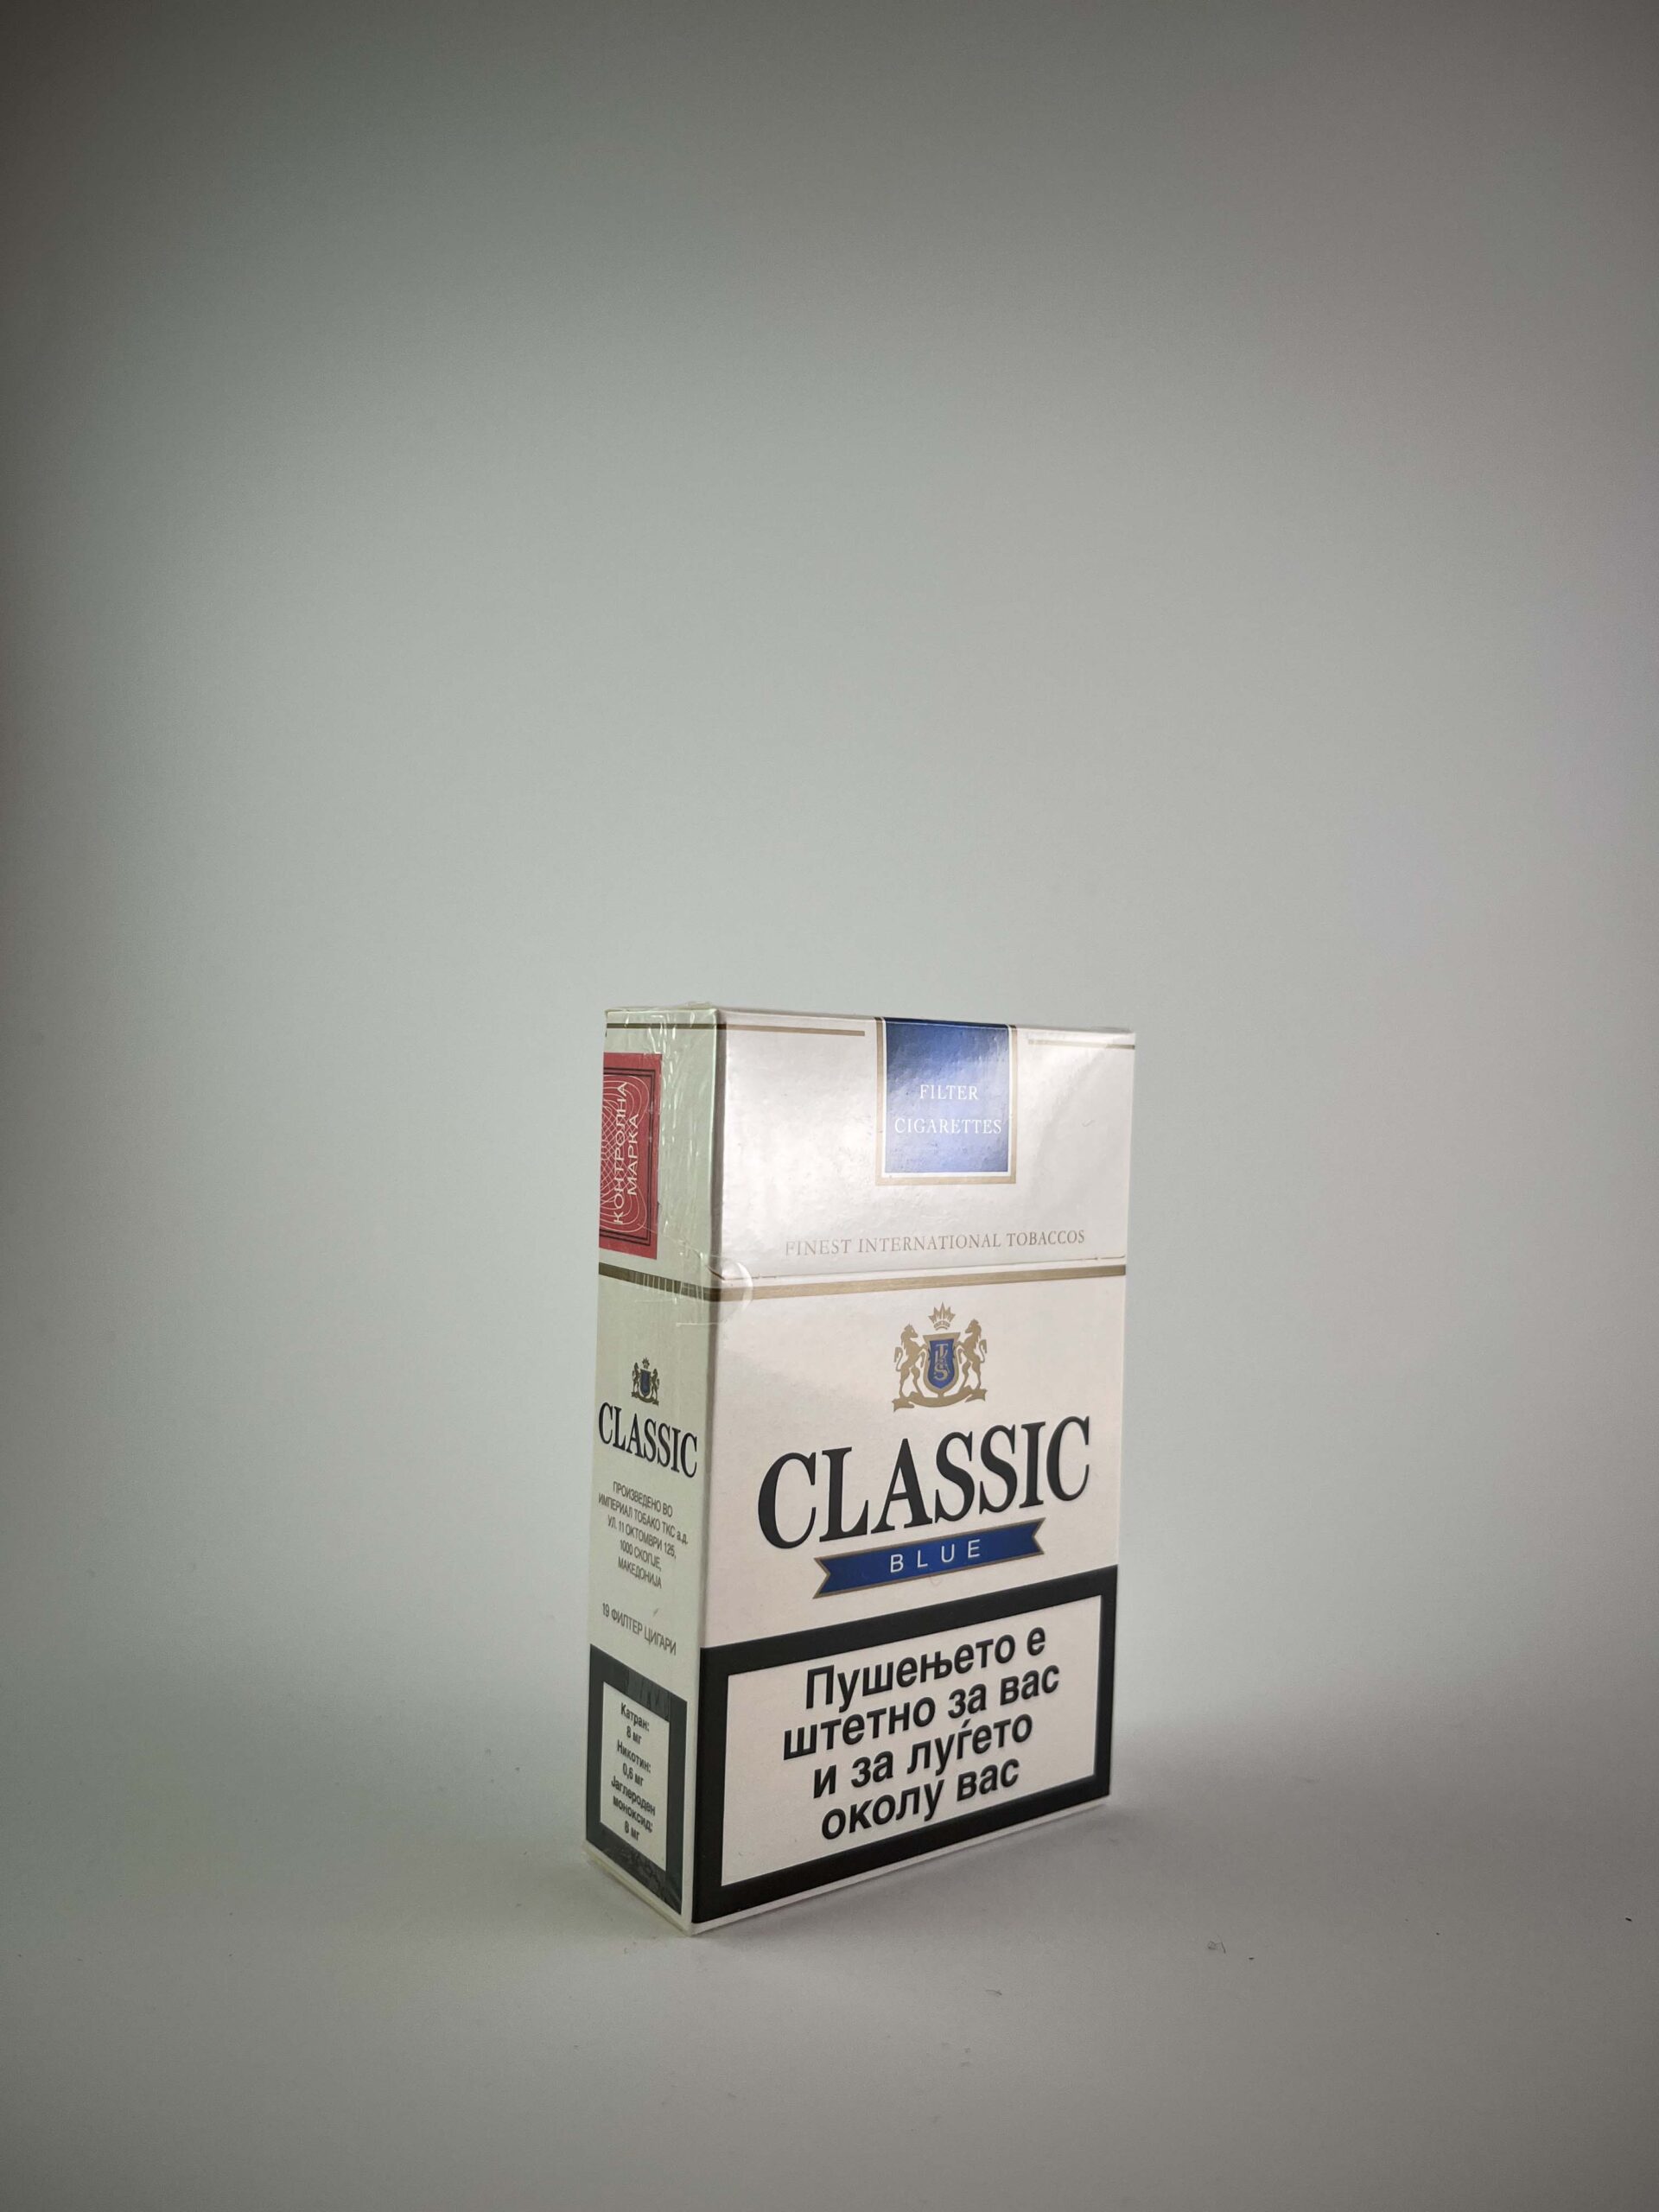 FILTER
CIGARETTES
FINEST INTERNATIONAL TOBACCOS
TKS
CLASSIC
BLUE
Пушењето е
штетно за вас
и за луѓето
околу вас
КОНТРОЛНА
МАРКА
CLASSIC
ПРОИЗВЕДЕНО ВО
ИМПЕРИАЛ ТОБАКО ТКС а.д.
УЛ. 11 ОКТОМВРИ 125,
1000 СКОПЈЕ,
МАКЕДОНИЈА
19 ФИЛТЕР ЦИГАРИ
Катран:
8 мг
Никотин:
0,6 мг
Јаглероден
моноксид:
8 мг